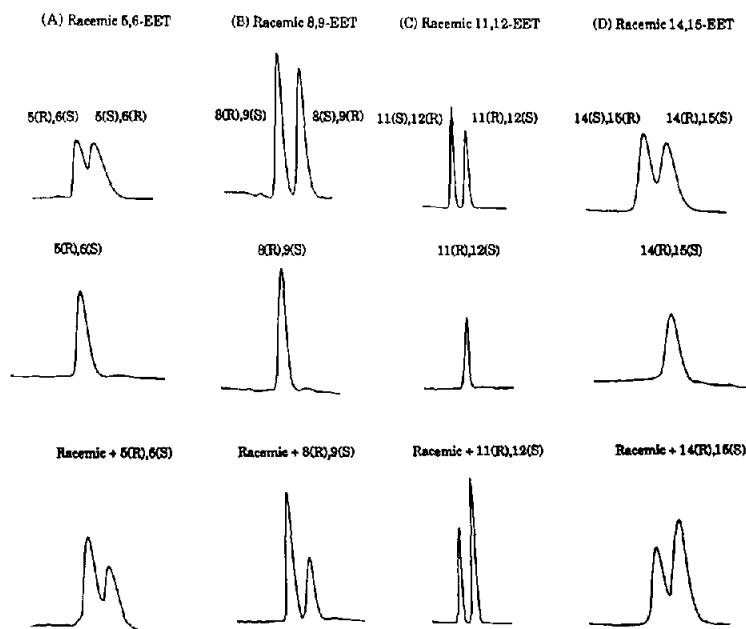 (A) Racemic 5,6-EET
(B) Racemic 8,9-EET
(C) Racemic 11,12-EET
(D) Racemic 14,15-EET
5(R),6(S)
5(S),6(R)
8(R),9(S)
8(S),9(R)
11(S),12(R)
11(R),12(S)
14(S),15(R)
14(R),15(S)
5(R),6(S)
8(R),9(S)
11(R),12(S)
14(R),15(S)
Racemic + 5(R),6(S)
Racemic + 8(R),9(S)
Racemic + 11(R),12(S)
Racemic + 14(R),15(S)